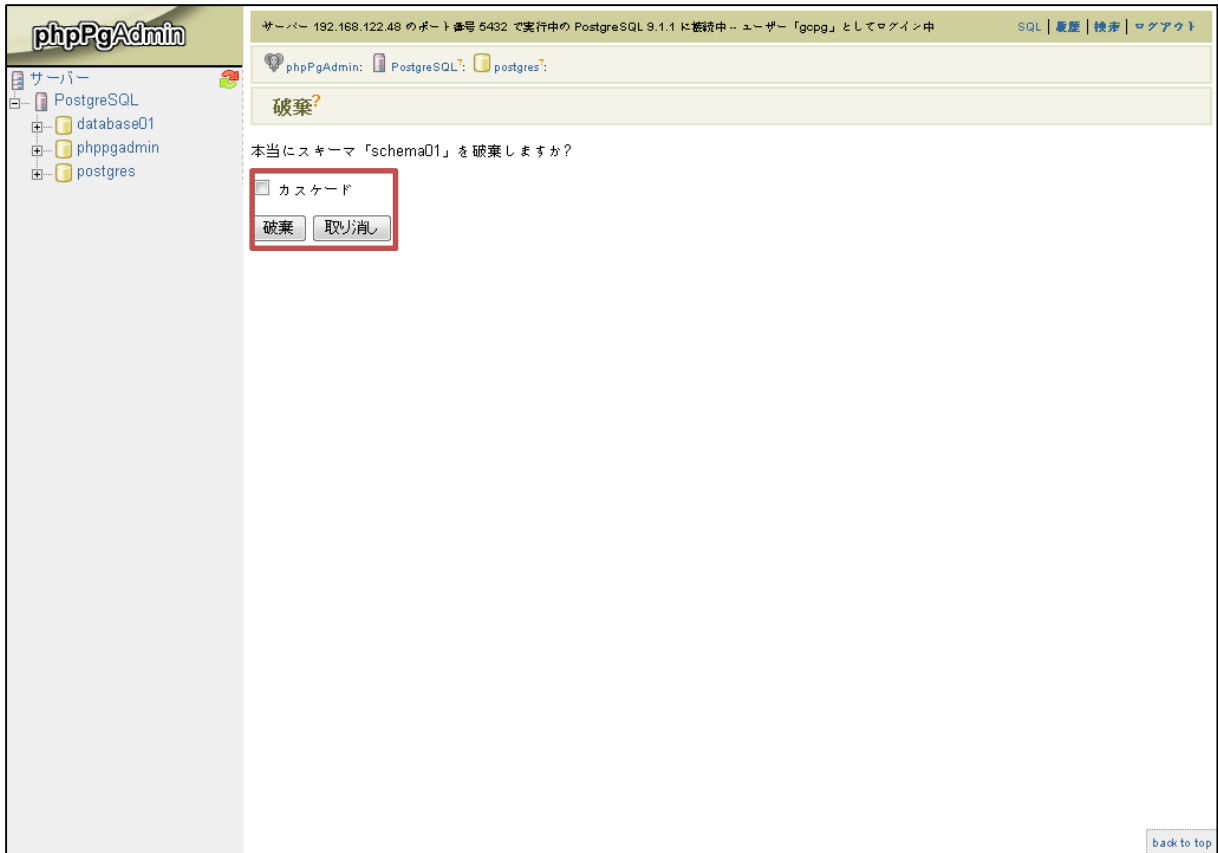 phpPgAdmin
サーバー
PostgreSQL
database01
phppgadmin
postgres
サーバー 192.168.122.48 のポート番号 5432 で実行中の PostgreSQL 9.1.1 に接続中 -- ユーザー「gopg」としてログイン中
SQL | 履歴 | 検索 | ログアウト
phpPgAdmin: PostgreSQL?: postgres?:
破棄?
本当にスキーマ「schema01」を破棄しますか?
カスケード
破棄 取り消し
back to top